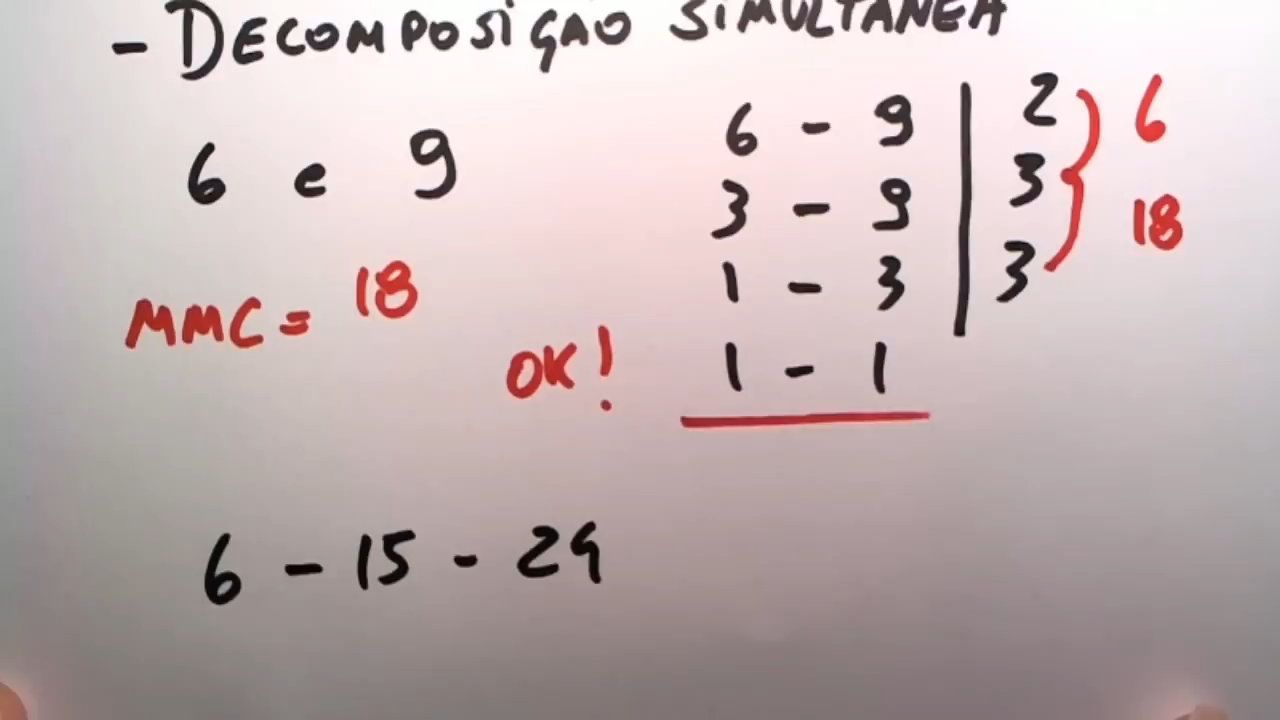 - DECOMPOSIÇÃO SIMULTÂNEA
6 e 9
MMC = 18
OK!
6 - 9 | 2
3 - 9 | 3
1 - 3 | 3
1 - 1
6
18
6 - 15 - 24